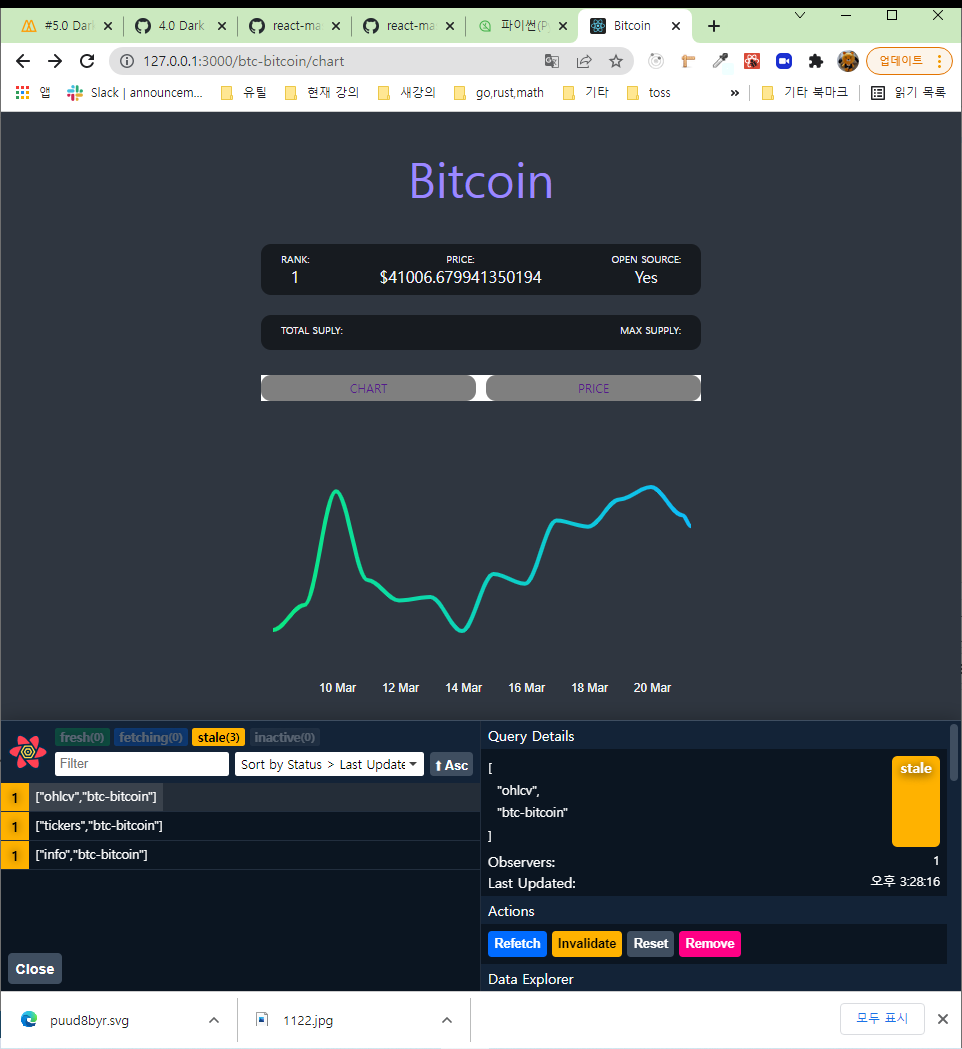 #5.0 Dark
4.0 Dark
react-ma
react-ma
파이썬(Py
Bitcoin
127.0.0.1:3000/btc-bitcoin/chart
업데이트
앱
Slack | announcem...
유틸
현재 강의
새강의
go,rust,math
기타
toss
»
기타 북마크
읽기 목록
Bitcoin
RANK:
PRICE:
OPEN SOURCE:
1
$41006.679941350194
Yes
TOTAL SUPLY:
MAX SUPPLY:
CHART
PRICE
10 Mar
12 Mar
14 Mar
16 Mar
18 Mar
20 Mar
fresh(0)
fetching(0)
stale(3)
inactive(0)
Filter
Sort by Status > Last Update
⬆ Asc
1 ["ohlcv","btc-bitcoin"]
1 ["tickers","btc-bitcoin"]
1 ["info","btc-bitcoin"]
Close
Query Details
[
"ohlcv",
"btc-bitcoin"
]
stale
Observers:
1
Last Updated:
오후 3:28:16
Actions
Refetch
Invalidate
Reset
Remove
Data Explorer
puud8byr.svg
1122.jpg
모두 표시